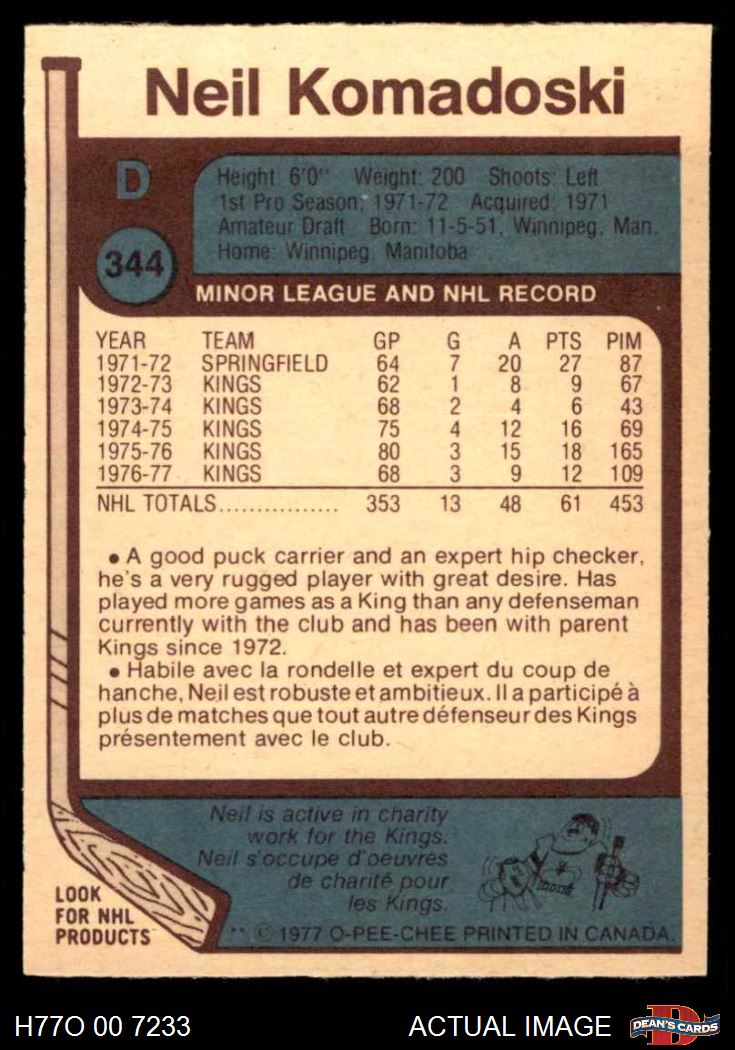 Neil Komadoski
D
344
Height: 6'0" Weight: 200 Shoots: Left
1st Pro Season: 1971-72 Acquired: 1971
Amateur Draft Born: 11-5-51, Winnipeg, Man.
Home: Winnipeg, Manitoba
MINOR LEAGUE AND NHL RECORD
YEAR TEAM GP G A PTS PIM
1971-72 SPRINGFIELD 64 7 20 27 87
1972-73 KINGS 62 1 8 9 67
1973-74 KINGS 68 2 4 6 43
1974-75 KINGS 75 4 12 16 69
1975-76 KINGS 80 3 15 18 165
1976-77 KINGS 68 3 9 12 109
NHL TOTALS................ 353 13 48 61 453
• A good puck carrier and an expert hip checker,
he's a very rugged player with great desire. Has
played more games as a King than any defenseman
currently with the club and has been with parent
Kings since 1972.
• Habile avec la rondelle et expert du coup de
hanche, Neil est robuste et ambitieux. Il a participé à
plus de matches que tout autre défenseur des Kings
présentement avec le club.
Neil is active in charity
work for the Kings.
Neil s'occupe d'oeuvres
de charité pour
les Kings.
LOOK
FOR NHL
PRODUCTS
** © 1977 O-PEE-CHEE PRINTED IN CANADA.
H77O 00 7233 ACTUAL IMAGE
DEAN'S CARDS